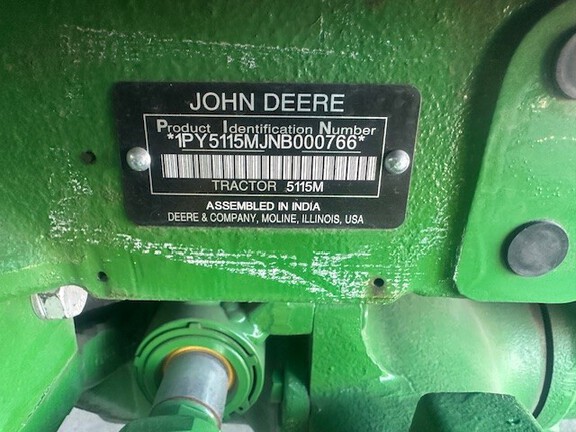 JOHN DEERE
Product Identification Number
*1PY5115MJNB000766*
TRACTOR 5115M
ASSEMBLED IN INDIA
DEERE & COMPANY, MOLINE, ILLINOIS, USA